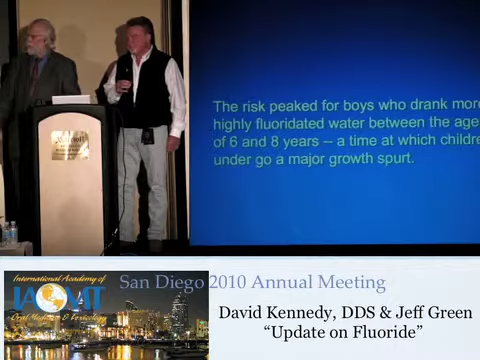 The risk peaked for boys who drank more
highly fluoridated water between the age
of 6 and 8 years -- a time at which childre
under go a major growth spurt.
Marriott
International Academy of
IAOMT
Oral Medicine & Toxicology
San Diego 2010 Annual Meeting
David Kennedy, DDS & Jeff Green
“Update on Fluoride”